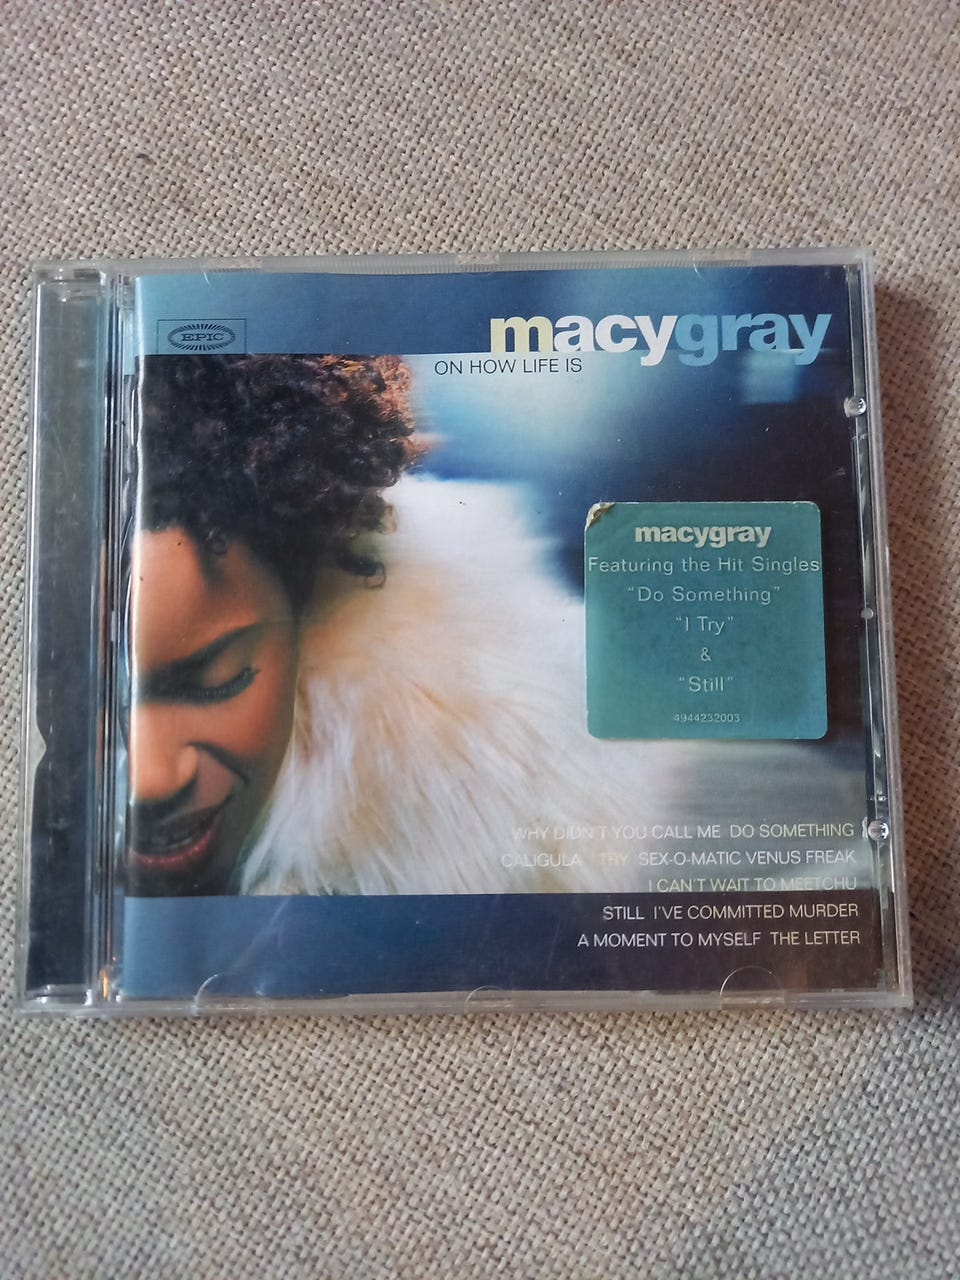 EPIC
macygray
ON HOW LIFE IS
macygray
Featuring the Hit Singles
"Do Something"
"I Try"
&
"Still"
4944232003
WHY DIDN'T YOU CALL ME DO SOMETHING
CALIGULA I TRY SEX-O-MATIC VENUS FREAK
I CAN'T WAIT TO MEETCHU
STILL I'VE COMMITTED MURDER
A MOMENT TO MYSELF THE LETTER